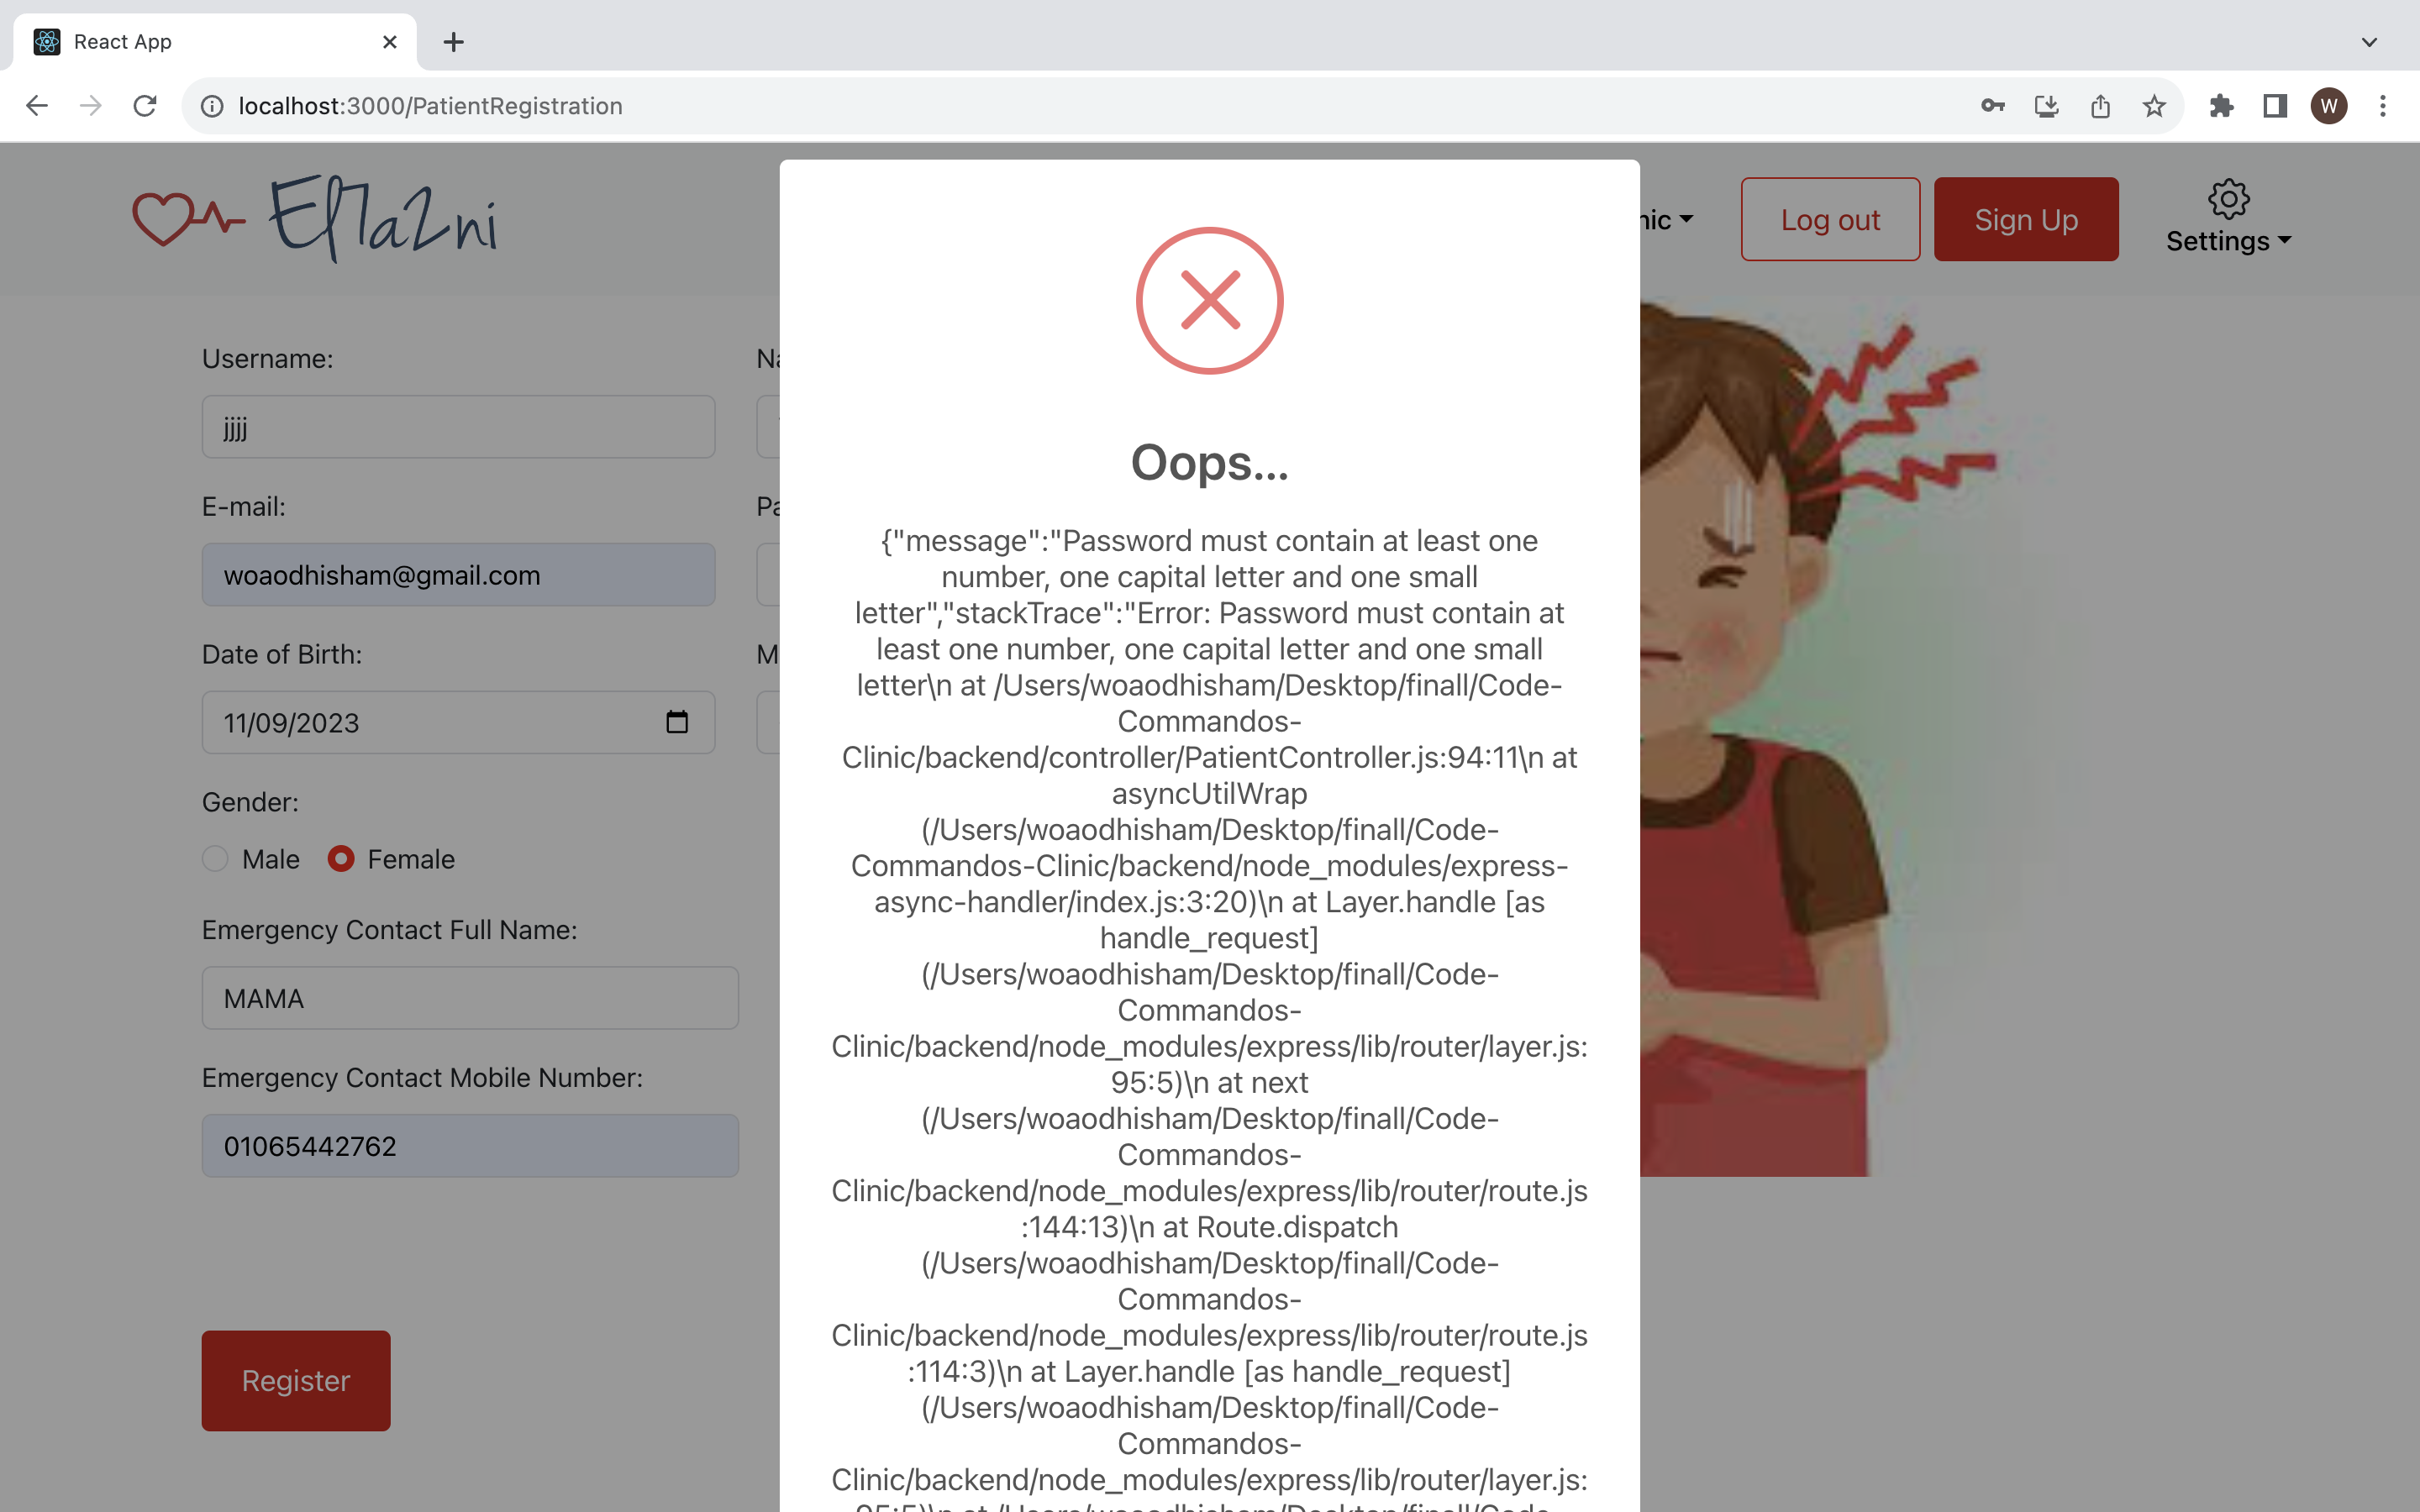 React App
localhost:3000/PatientRegistration
W
El7a2ni
nic
Log out
Sign Up
Settings
Username:
jjjj
E-mail:
woaodhisham@gmail.com
Date of Birth:
11/09/2023
Gender:
Male
Female
Emergency Contact Full Name:
MAMA
Emergency Contact Mobile Number:
01065442762
Register
Oops...
{"message":"Password must contain at least one
number, one capital letter and one small
letter","stackTrace":"Error: Password must contain at
least one number, one capital letter and one small
letter\n at /Users/woaodhisham/Desktop/finall/Code-
Commandos-
Clinic/backend/controller/PatientController.js:94:11\n at
asyncUtilWrap
(/Users/woaodhisham/Desktop/finall/Code-
Commandos-Clinic/backend/node_modules/express-
async-handler/index.js:3:20)\n at Layer.handle [as
handle_request]
(/Users/woaodhisham/Desktop/finall/Code-
Commandos-
Clinic/backend/node_modules/express/lib/router/layer.js:
95:5)\n at next
(/Users/woaodhisham/Desktop/finall/Code-
Commandos-
Clinic/backend/node_modules/express/lib/router/route.js
:144:13)\n at Route.dispatch
(/Users/woaodhisham/Desktop/finall/Code-
Commandos-
Clinic/backend/node_modules/express/lib/router/route.js
:114:3)\n at Layer.handle [as handle_request]
(/Users/woaodhisham/Desktop/finall/Code-
Commandos-
Clinic/backend/node_modules/express/lib/router/layer.js:
95:5)\n at /Users/woaodhisham/Desktop/finall/Code-